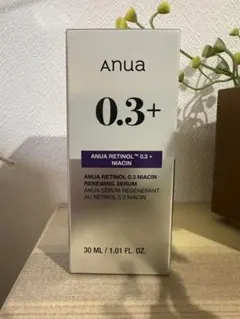 Anua
0.3+
ANUA RETINOL™ 0.3 +
NIACIN
ANUA RETINOL 0.3 NIACIN
RENEWING SERUM
ANUA SÉRUM RÉGÉNÉRANT
AU RETINOL 0.3 NIACIN
30 ML / 1.01 FL. OZ.